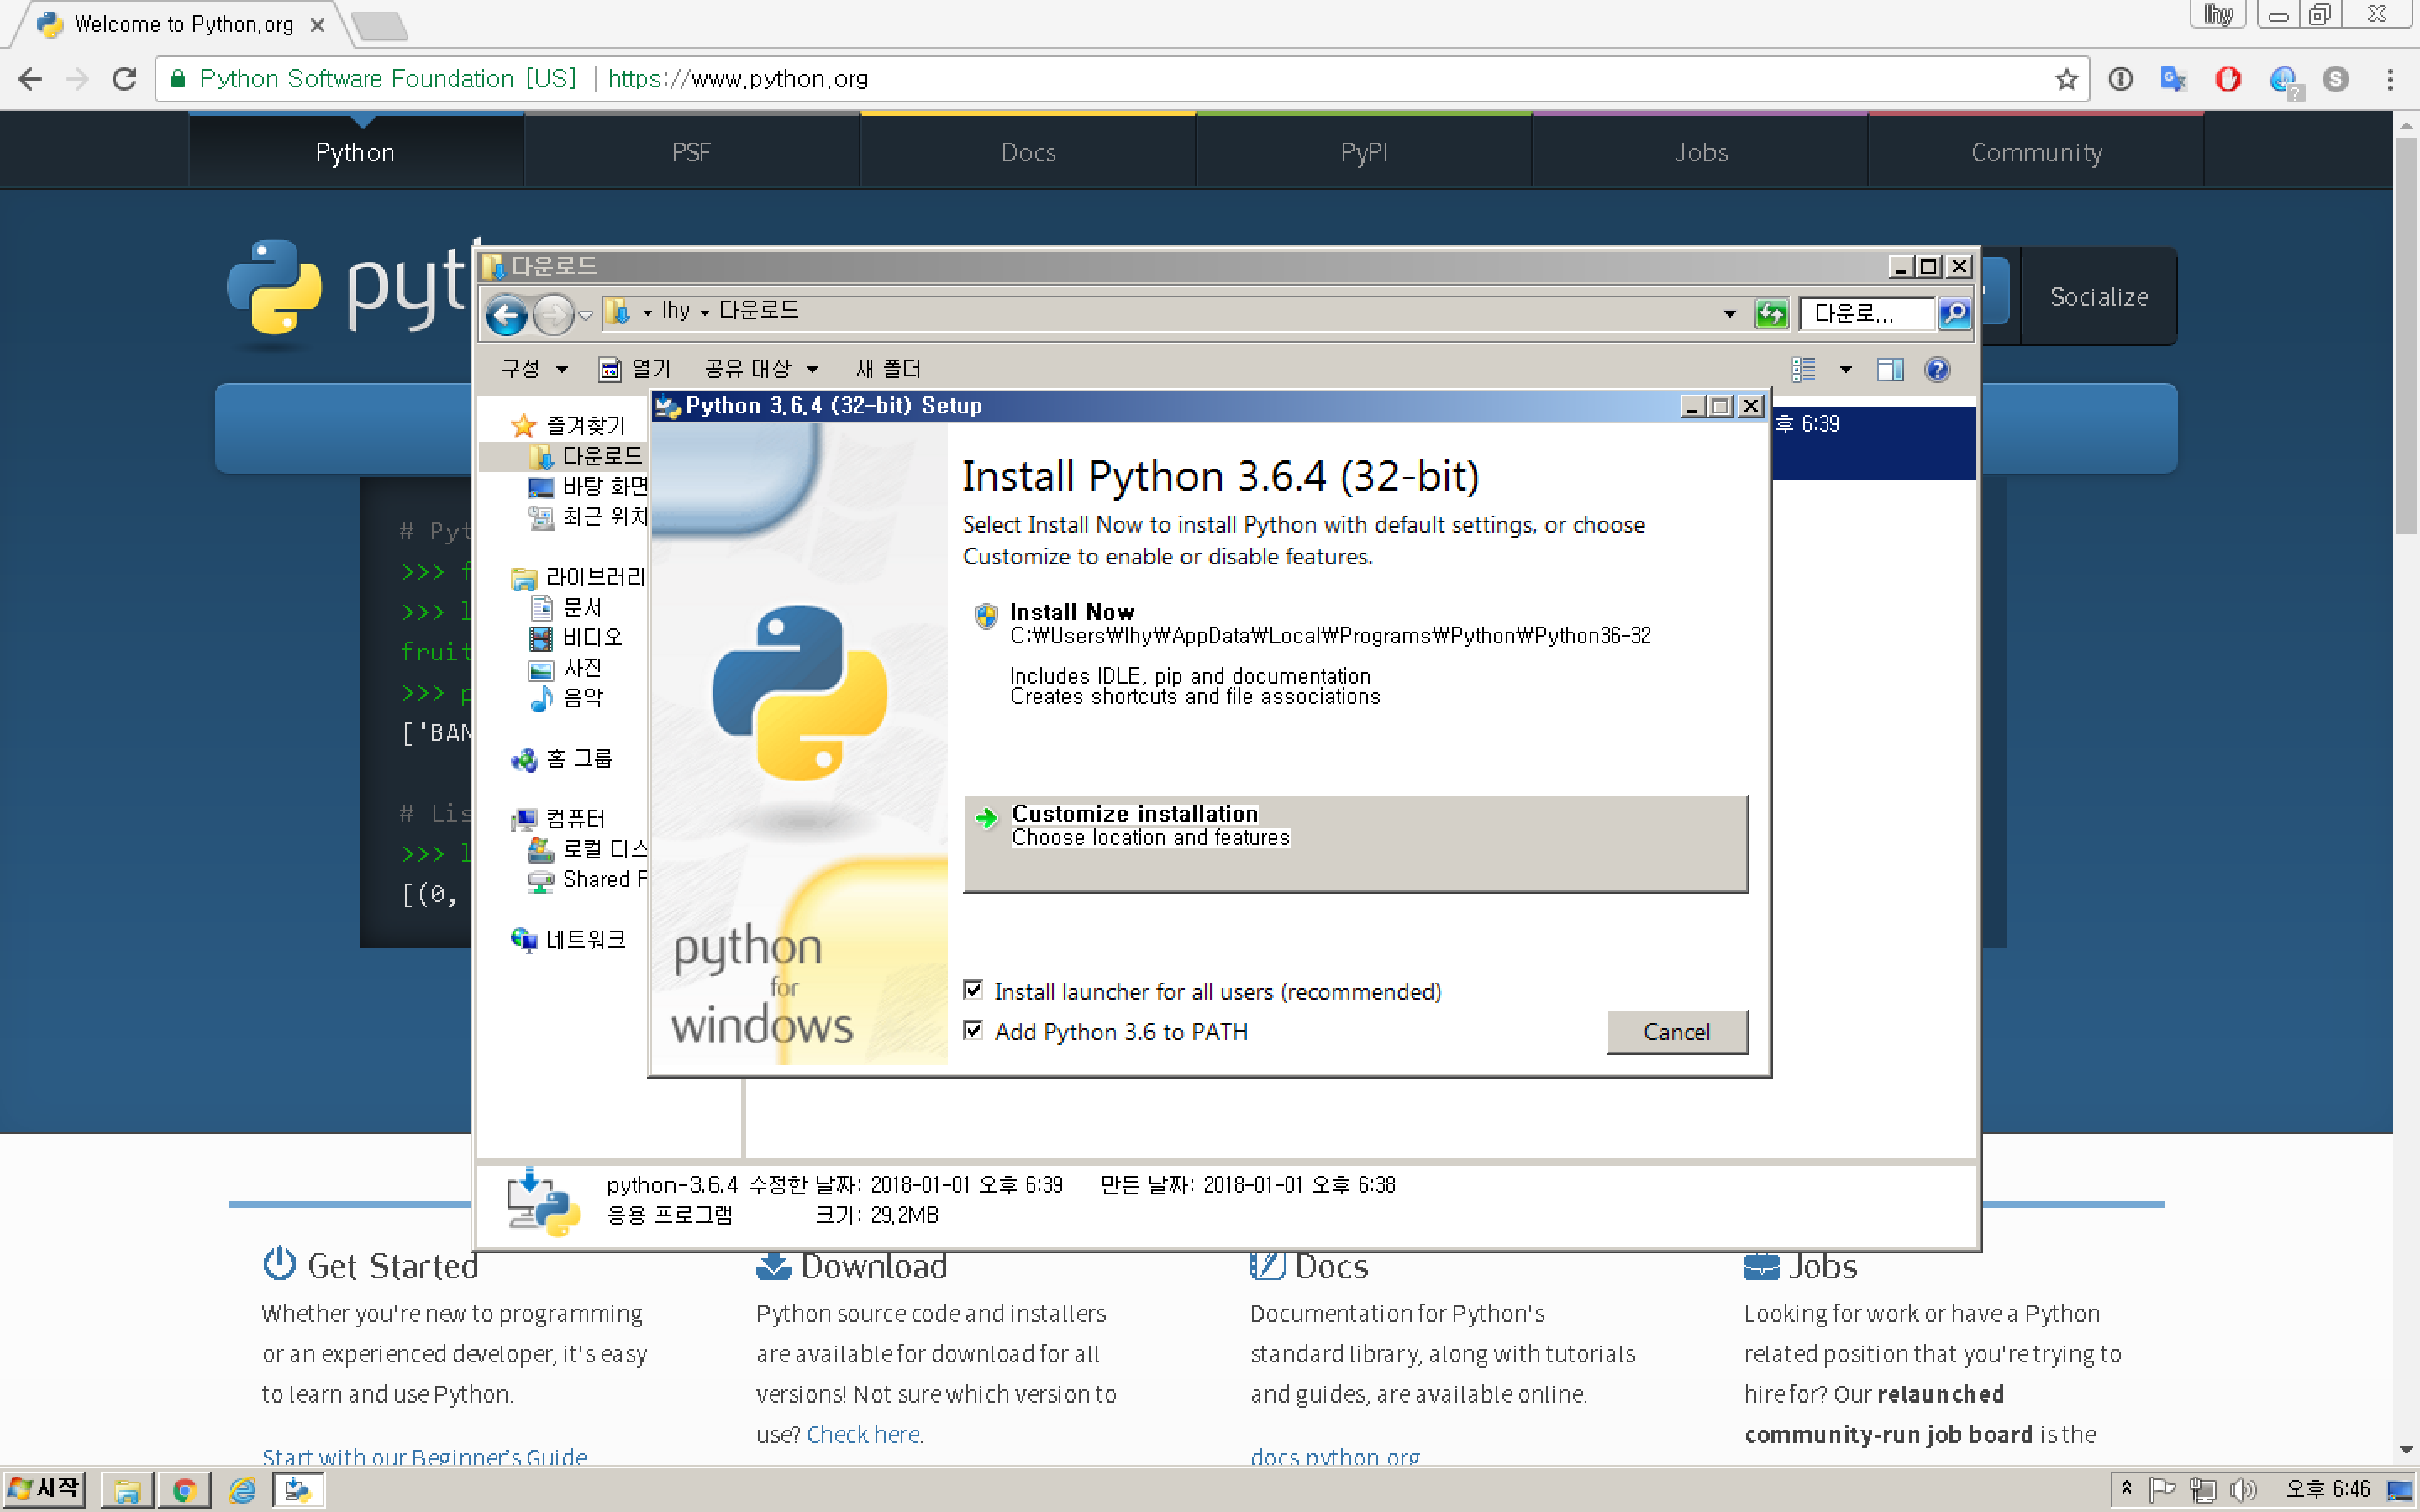 Welcome to Python.org
lhy
Python Software Foundation [US] | https://www.python.org
Python
PSF
Docs
PyPI
Jobs
Community
pyt
Socialize
다운로드
lhy 다운로드
다운로...
구성
열기
공유 대상
새 폴더
즐겨찾기
다운로드
바탕 화면
최근 위치
라이브러리
문서
비디오
사진
음악
홈 그룹
컴퓨터
로컬 디스
Shared F
네트워크
후 6:39
# Pyt
>>> f
>>> l
fruit
>>> p
['BAN
# Lis
>>> l
[(0,
Python 3.6.4 (32-bit) Setup
Install Python 3.6.4 (32-bit)
Select Install Now to install Python with default settings, or choose
Customize to enable or disable features.
Install Now
C:₩Users₩lhy₩AppData₩Local₩Programs₩Python₩Python36-32
Includes IDLE, pip and documentation
Creates shortcuts and file associations
Customize installation
Choose location and features
Install launcher for all users (recommended)
Add Python 3.6 to PATH
Cancel
python
for
windows
python-3.6.4 수정한 날짜: 2018-01-01 오후 6:39 만든 날짜: 2018-01-01 오후 6:38
응용 프로그램 크기: 29.2MB
Get Started
Whether you're new to programming
or an experienced developer, it's easy
to learn and use Python.
Start with our Beginner's Guide
Download
Python source code and installers
are available for download for all
versions! Not sure which version to
use? Check here.
Docs
Documentation for Python's
standard library, along with tutorials
and guides, are available online.
docs.python.org
Jobs
Looking for work or have a Python
related position that you're trying to
hire for? Our relaunched
community-run job board is the
시작
오후 6:46